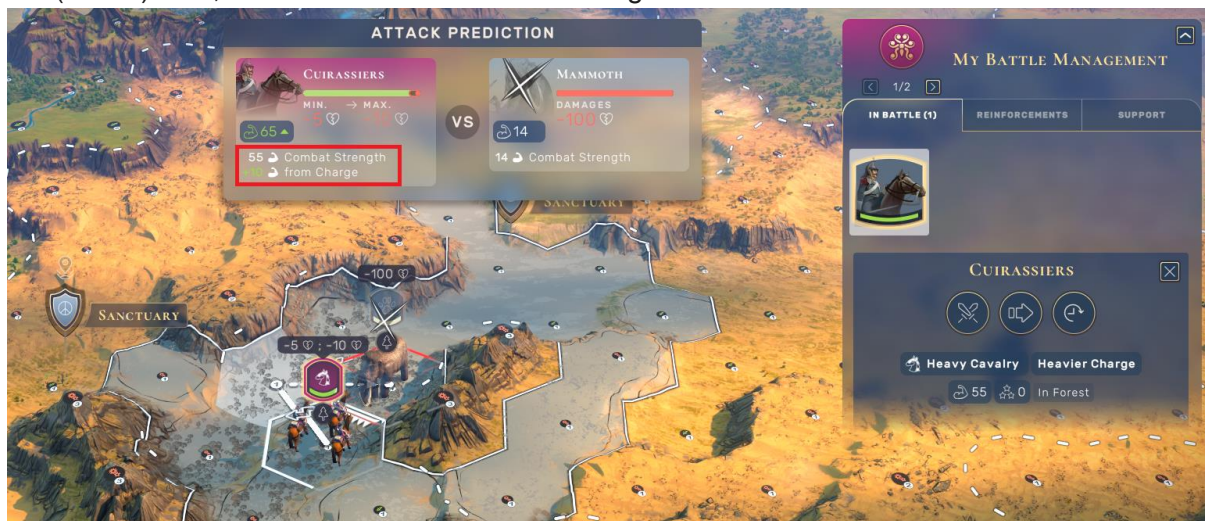 ATTACK PREDICTION
CUIRASSIERS
MIN. → MAX.
-5 -10
65
55 Combat Strength
+10 from Charge
VS
MAMMOTH
DAMAGES
-100
14
14 Combat Strength
MY BATTLE MANAGEMENT
1/2
IN BATTLE (1) REINFORCEMENTS SUPPORT
SANCTUARY
-100
SANCTUARY
-5 : -10
CUIRASSIERS
Heavy Cavalry Heavier Charge
55 0 In Forest